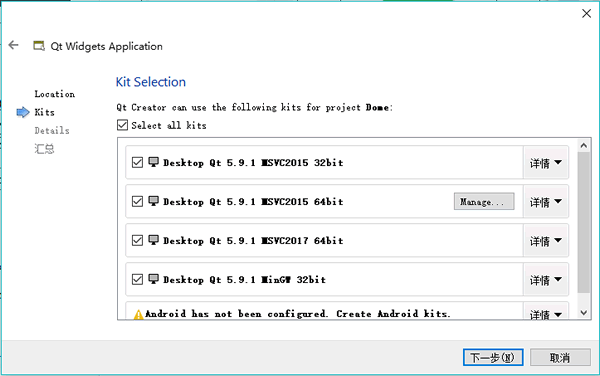 Qt Widgets Application
Location
Kits
Details
汇总
Kit Selection
Qt Creator can use the following kits for project Dome:
Select all kits
Desktop Qt 5.9.1 MSVC2015 32bit 详情
Desktop Qt 5.9.1 MSVC2015 64bit Manage... 详情
Desktop Qt 5.9.1 MSVC2017 64bit 详情
Desktop Qt 5.9.1 MinGW 32bit 详情
Android has not been configured. Create Android kits. 详情
下一步(N) 取消